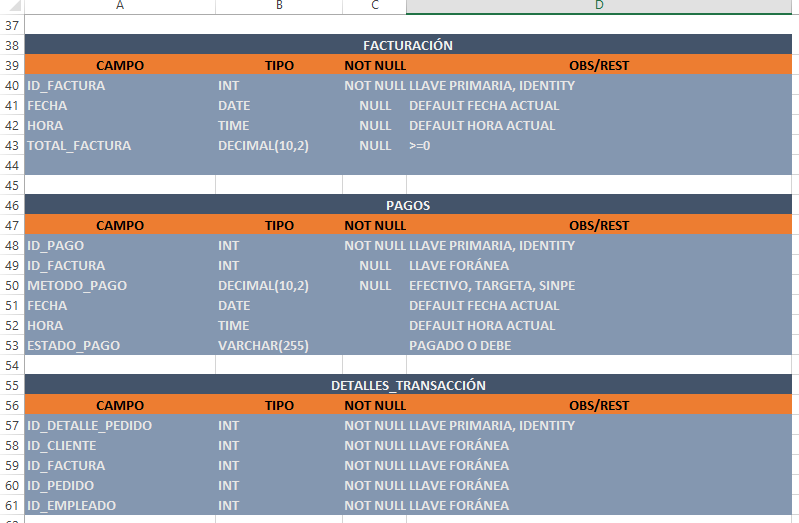 A B C D
37
38 FACTURACIÓN
39 CAMPO TIPO NOT NULL OBS/REST
40 ID_FACTURA INT NOT NULL LLAVE PRIMARIA, IDENTITY
41 FECHA DATE NULL DEFAULT FECHA ACTUAL
42 HORA TIME NULL DEFAULT HORA ACTUAL
43 TOTAL_FACTURA DECIMAL(10,2) NULL >=0
44
45
46 PAGOS
47 CAMPO TIPO NOT NULL OBS/REST
48 ID_PAGO INT NOT NULL LLAVE PRIMARIA, IDENTITY
49 ID_FACTURA INT NULL LLAVE FORÁNEA
50 METODO_PAGO DECIMAL(10,2) NULL EFECTIVO, TARGETA, SINPE
51 FECHA DATE DEFAULT FECHA ACTUAL
52 HORA TIME DEFAULT HORA ACTUAL
53 ESTADO_PAGO VARCHAR(255) PAGADO O DEBE
54
55 DETALLES_TRANSACCIÓN
56 CAMPO TIPO NOT NULL OBS/REST
57 ID_DETALLE_PEDIDO INT NOT NULL LLAVE PRIMARIA, IDENTITY
58 ID_CLIENTE INT NOT NULL LLAVE FORÁNEA
59 ID_FACTURA INT NOT NULL LLAVE FORÁNEA
60 ID_PEDIDO INT NOT NULL LLAVE FORÁNEA
61 ID_EMPLEADO INT NOT NULL LLAVE FORÁNEA